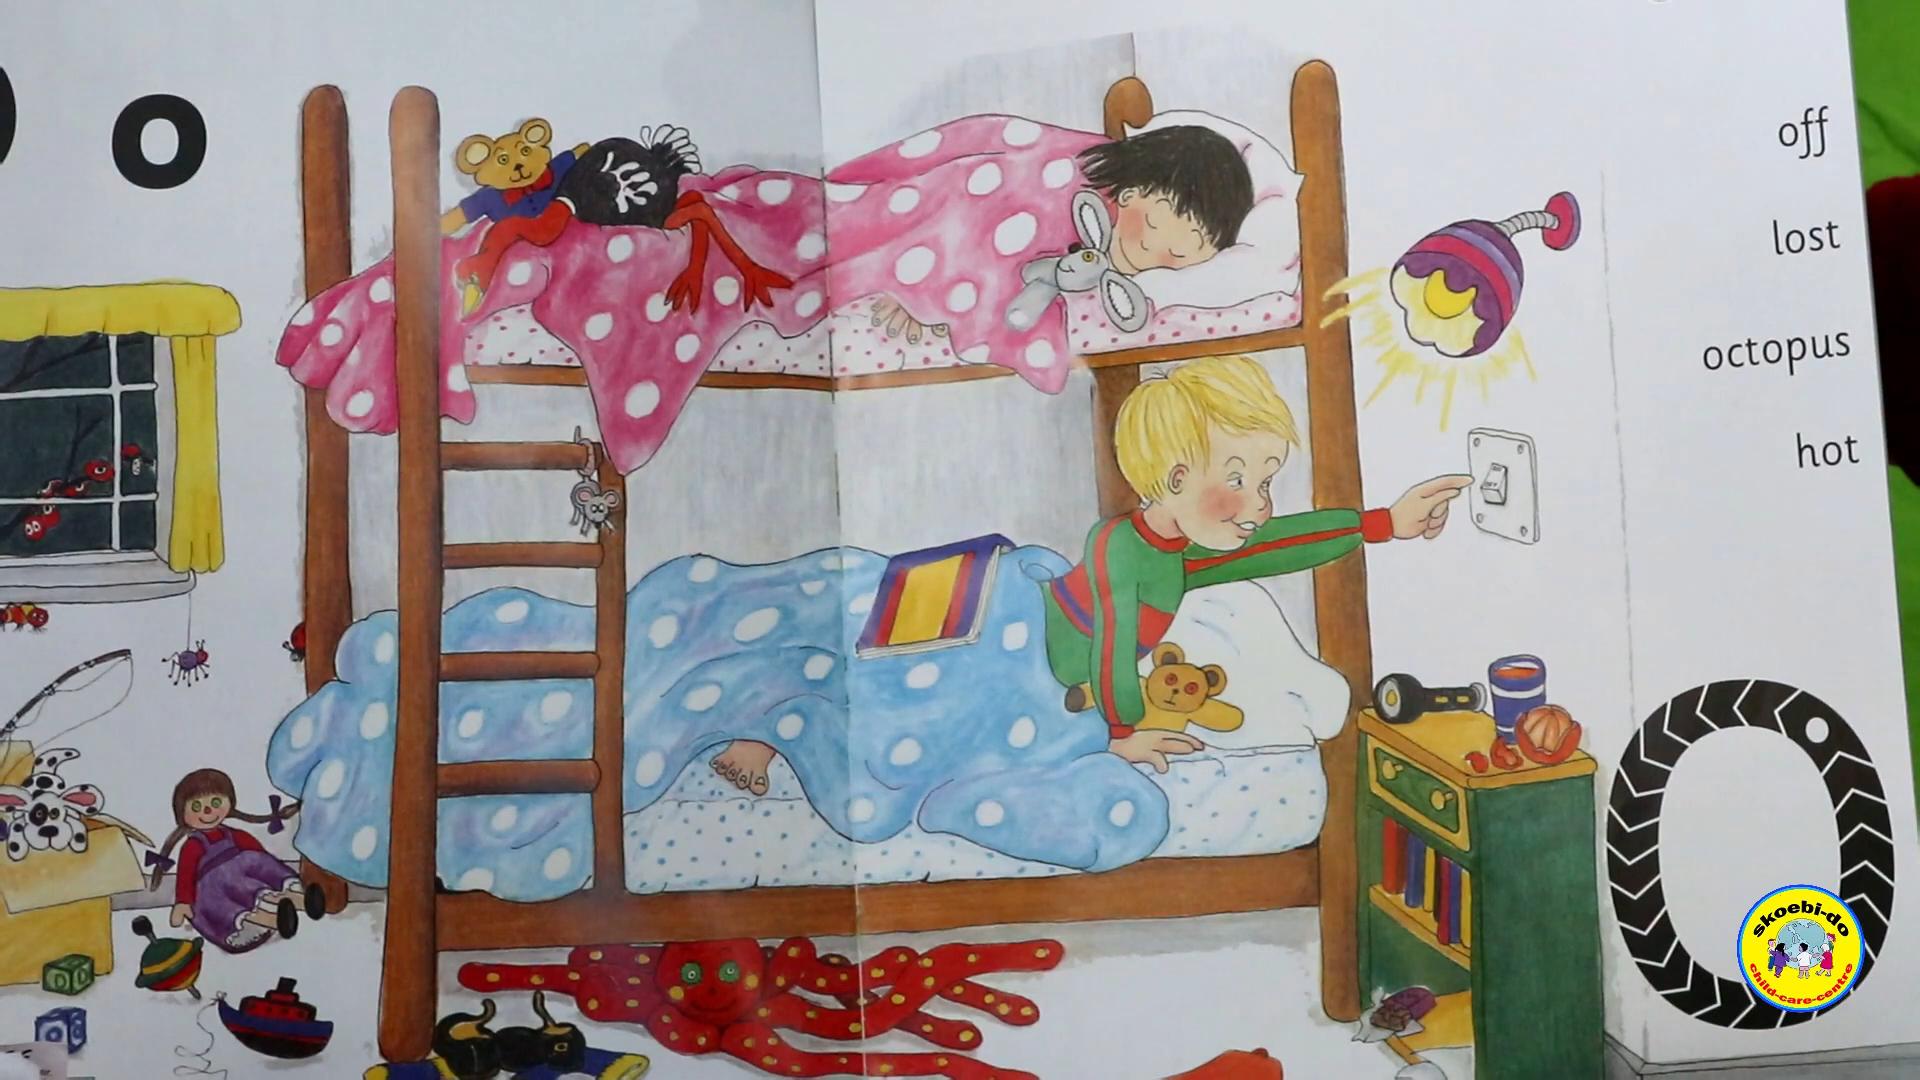 o
off
lost
octopus
hot
O
skoebi-do
child-care-centre